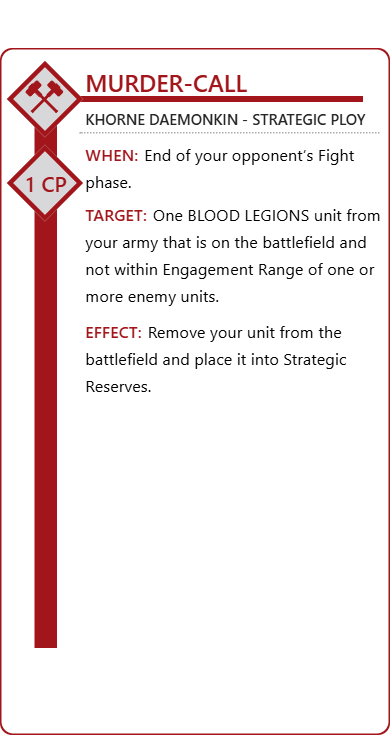 MURDER-CALL
KHORNE DAEMONKIN - STRATEGIC PLOY
1 CP
WHEN: End of your opponent’s Fight
phase.
TARGET: One BLOOD LEGIONS unit from
your army that is on the battlefield and
not within Engagement Range of one or
more enemy units.
EFFECT: Remove your unit from the
battlefield and place it into Strategic
Reserves.